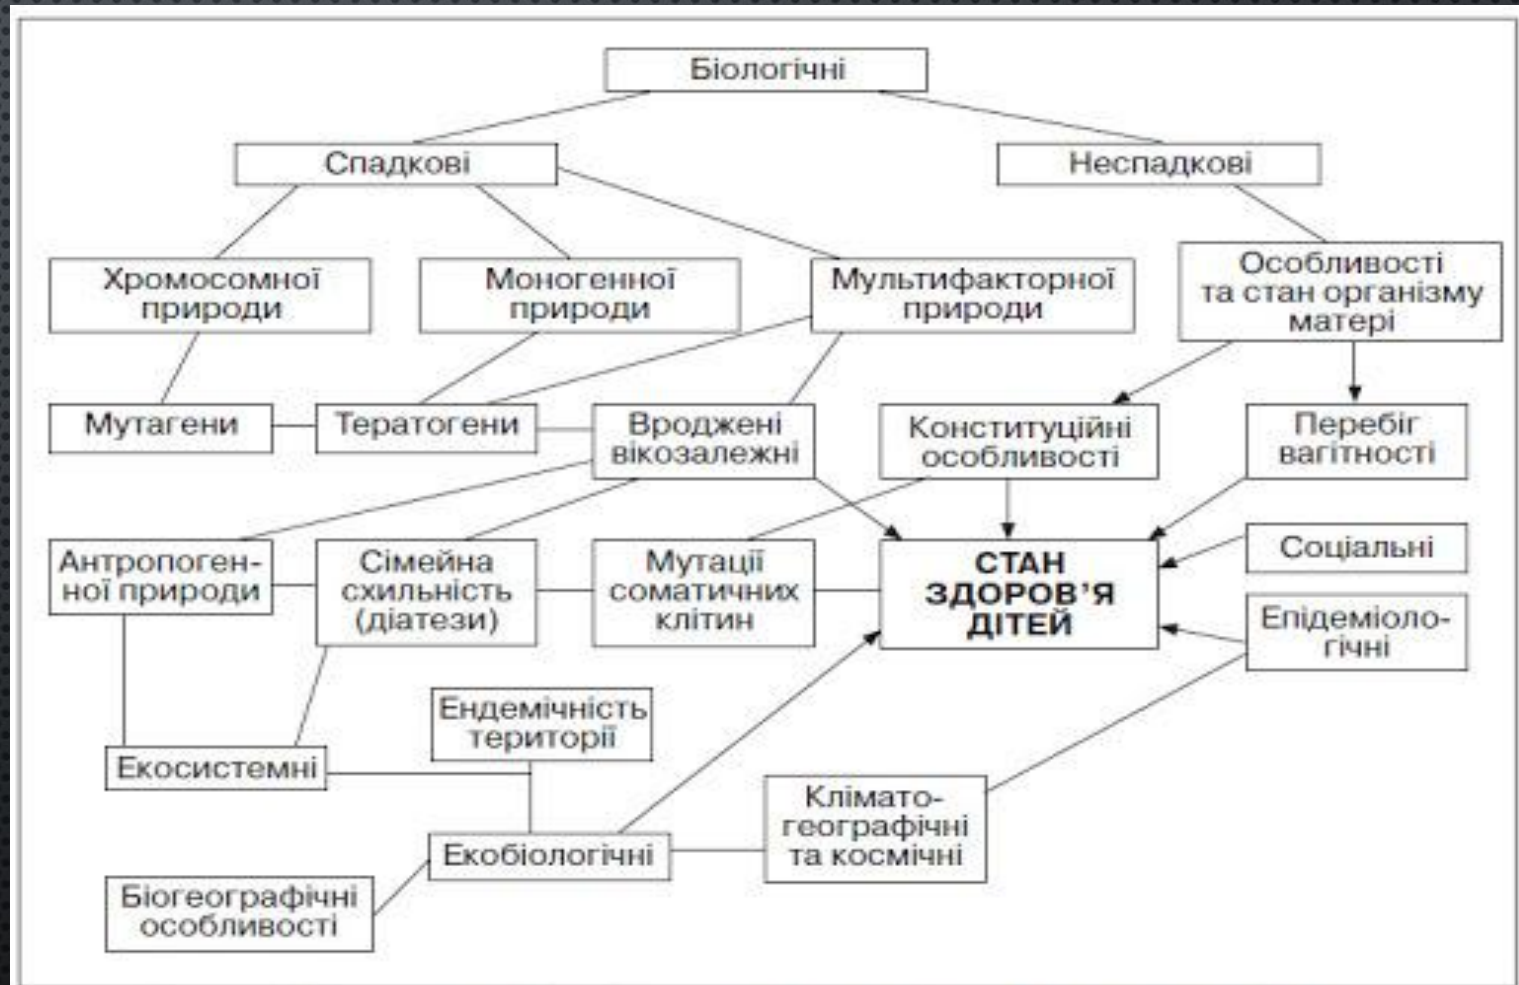 Біологічні
Спадкові
Неспадкові
Хромосомної
природи
Моногенної
природи
Мультифакторної
природи
Особливості
та стан організму
матері
Мутагени
Тератогени
Вроджені
вікозалежні
Конституційні
особливості
Перебіг
вагітності
Антропоген-
ної природи
Сімейна
схильність
(діатези)
Мутації
соматичних
клітин
СТАН
ЗДОРОВ’Я
ДІТЕЙ
Соціальні
Епідеміоло-
гічні
Ендемічність
території
Екосистемні
Клімато-
географічні
та космічні
Екобіологічні
Біогеографічні
особливості